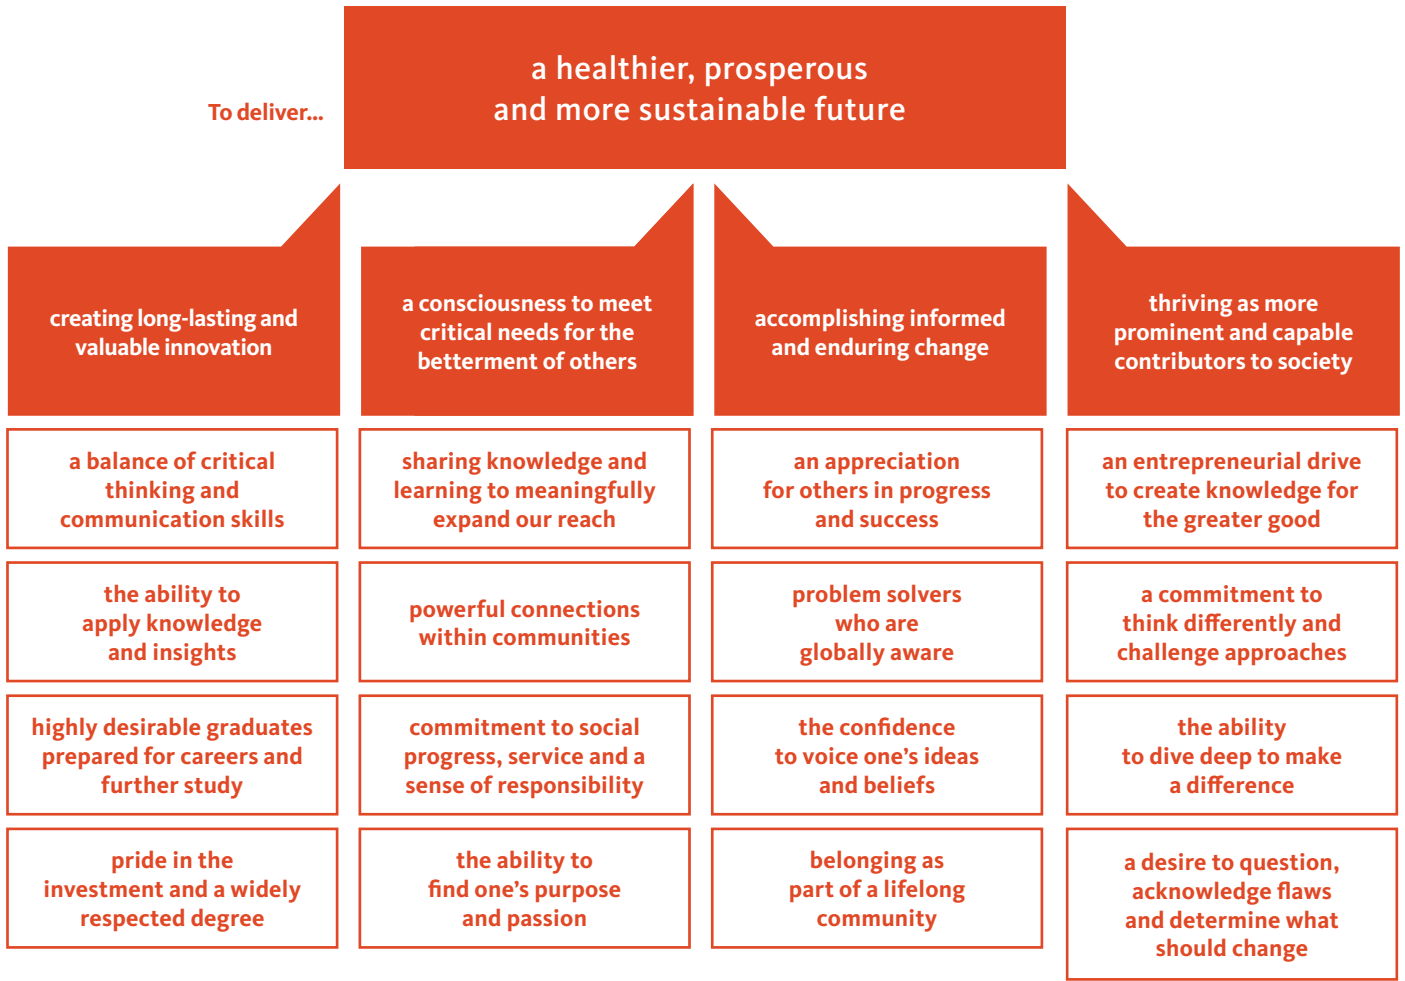 To deliver...
a healthier, prosperous
and more sustainable future
creating long-lasting and
valuable innovation
a balance of critical
thinking and
communication skills
the ability to
apply knowledge
and insights
highly desirable graduates
prepared for careers and
further study
pride in the
investment and a widely
respected degree
a consciousness to meet
critical needs for the
betterment of others
sharing knowledge and
learning to meaningfully
expand our reach
powerful connections
within communities
commitment to social
progress, service and a
sense of responsibility
the ability to
find one’s purpose
and passion
accomplishing informed
and enduring change
an appreciation
for others in progress
and success
problem solvers
who are
globally aware
the confidence
to voice one’s ideas
and beliefs
belonging as
part of a lifelong
community
thriving as more
prominent and capable
contributors to society
an entrepreneurial drive
to create knowledge for
the greater good
a commitment to
think differently and
challenge approaches
the ability
to dive deep to make
a difference
a desire to question,
acknowledge flaws
and determine what
should change